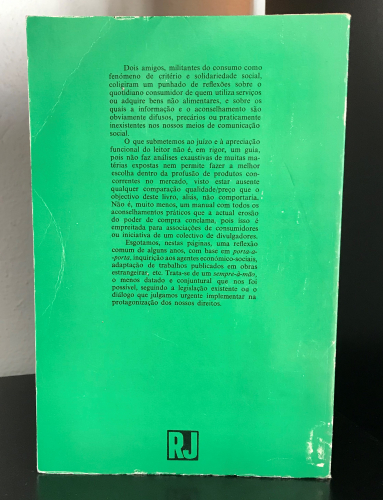 Dois amigos, militantes do consumo como
fenómeno de critério e solidariedade social,
coligiram um punhado de reflexões sobre o
quotidiano consumidor de quem utiliza serviços
ou adquire bens não alimentares, e sobre os
quais a informação e o aconselhamento são
obviamente difusos, precários ou praticamente
inexistentes nos nossos meios de comunicação
social.
O que submetemos ao juízo e à apreciação
funcional do leitor não é, em rigor, um guia,
pois não faz análises exaustivas de muitas ma-
térias expostas nem permite fazer a melhor
escolha dentro da profusão de produtos con-
correntes no mercado, visto estar ausente
qualquer comparação qualidade/preço que o
objectivo deste livro, aliás, não comportaria.
Não é, muito menos, um manual com todos os
aconselhamentos práticos que a actual erosão
do poder de compra conclama, pois isso é
empreitada para associações de consumidores
ou iniciativa de um colectivo de divulgadores.
Esgotamos, nestas páginas, uma reflexão
comum de alguns anos, com base em porta-a-
-porta, inquirição aos agentes económico-sociais,
adaptação de trabalhos publicados em obras
estrangeirar, etc. Trata-se de um sempre-à-mão,
o menos datado e conjuntural que nos foi
possível, seguindo a legislação existente ou o
diálogo que julgamos urgente implementar na
protagonização dos nossos direitos.
RJ